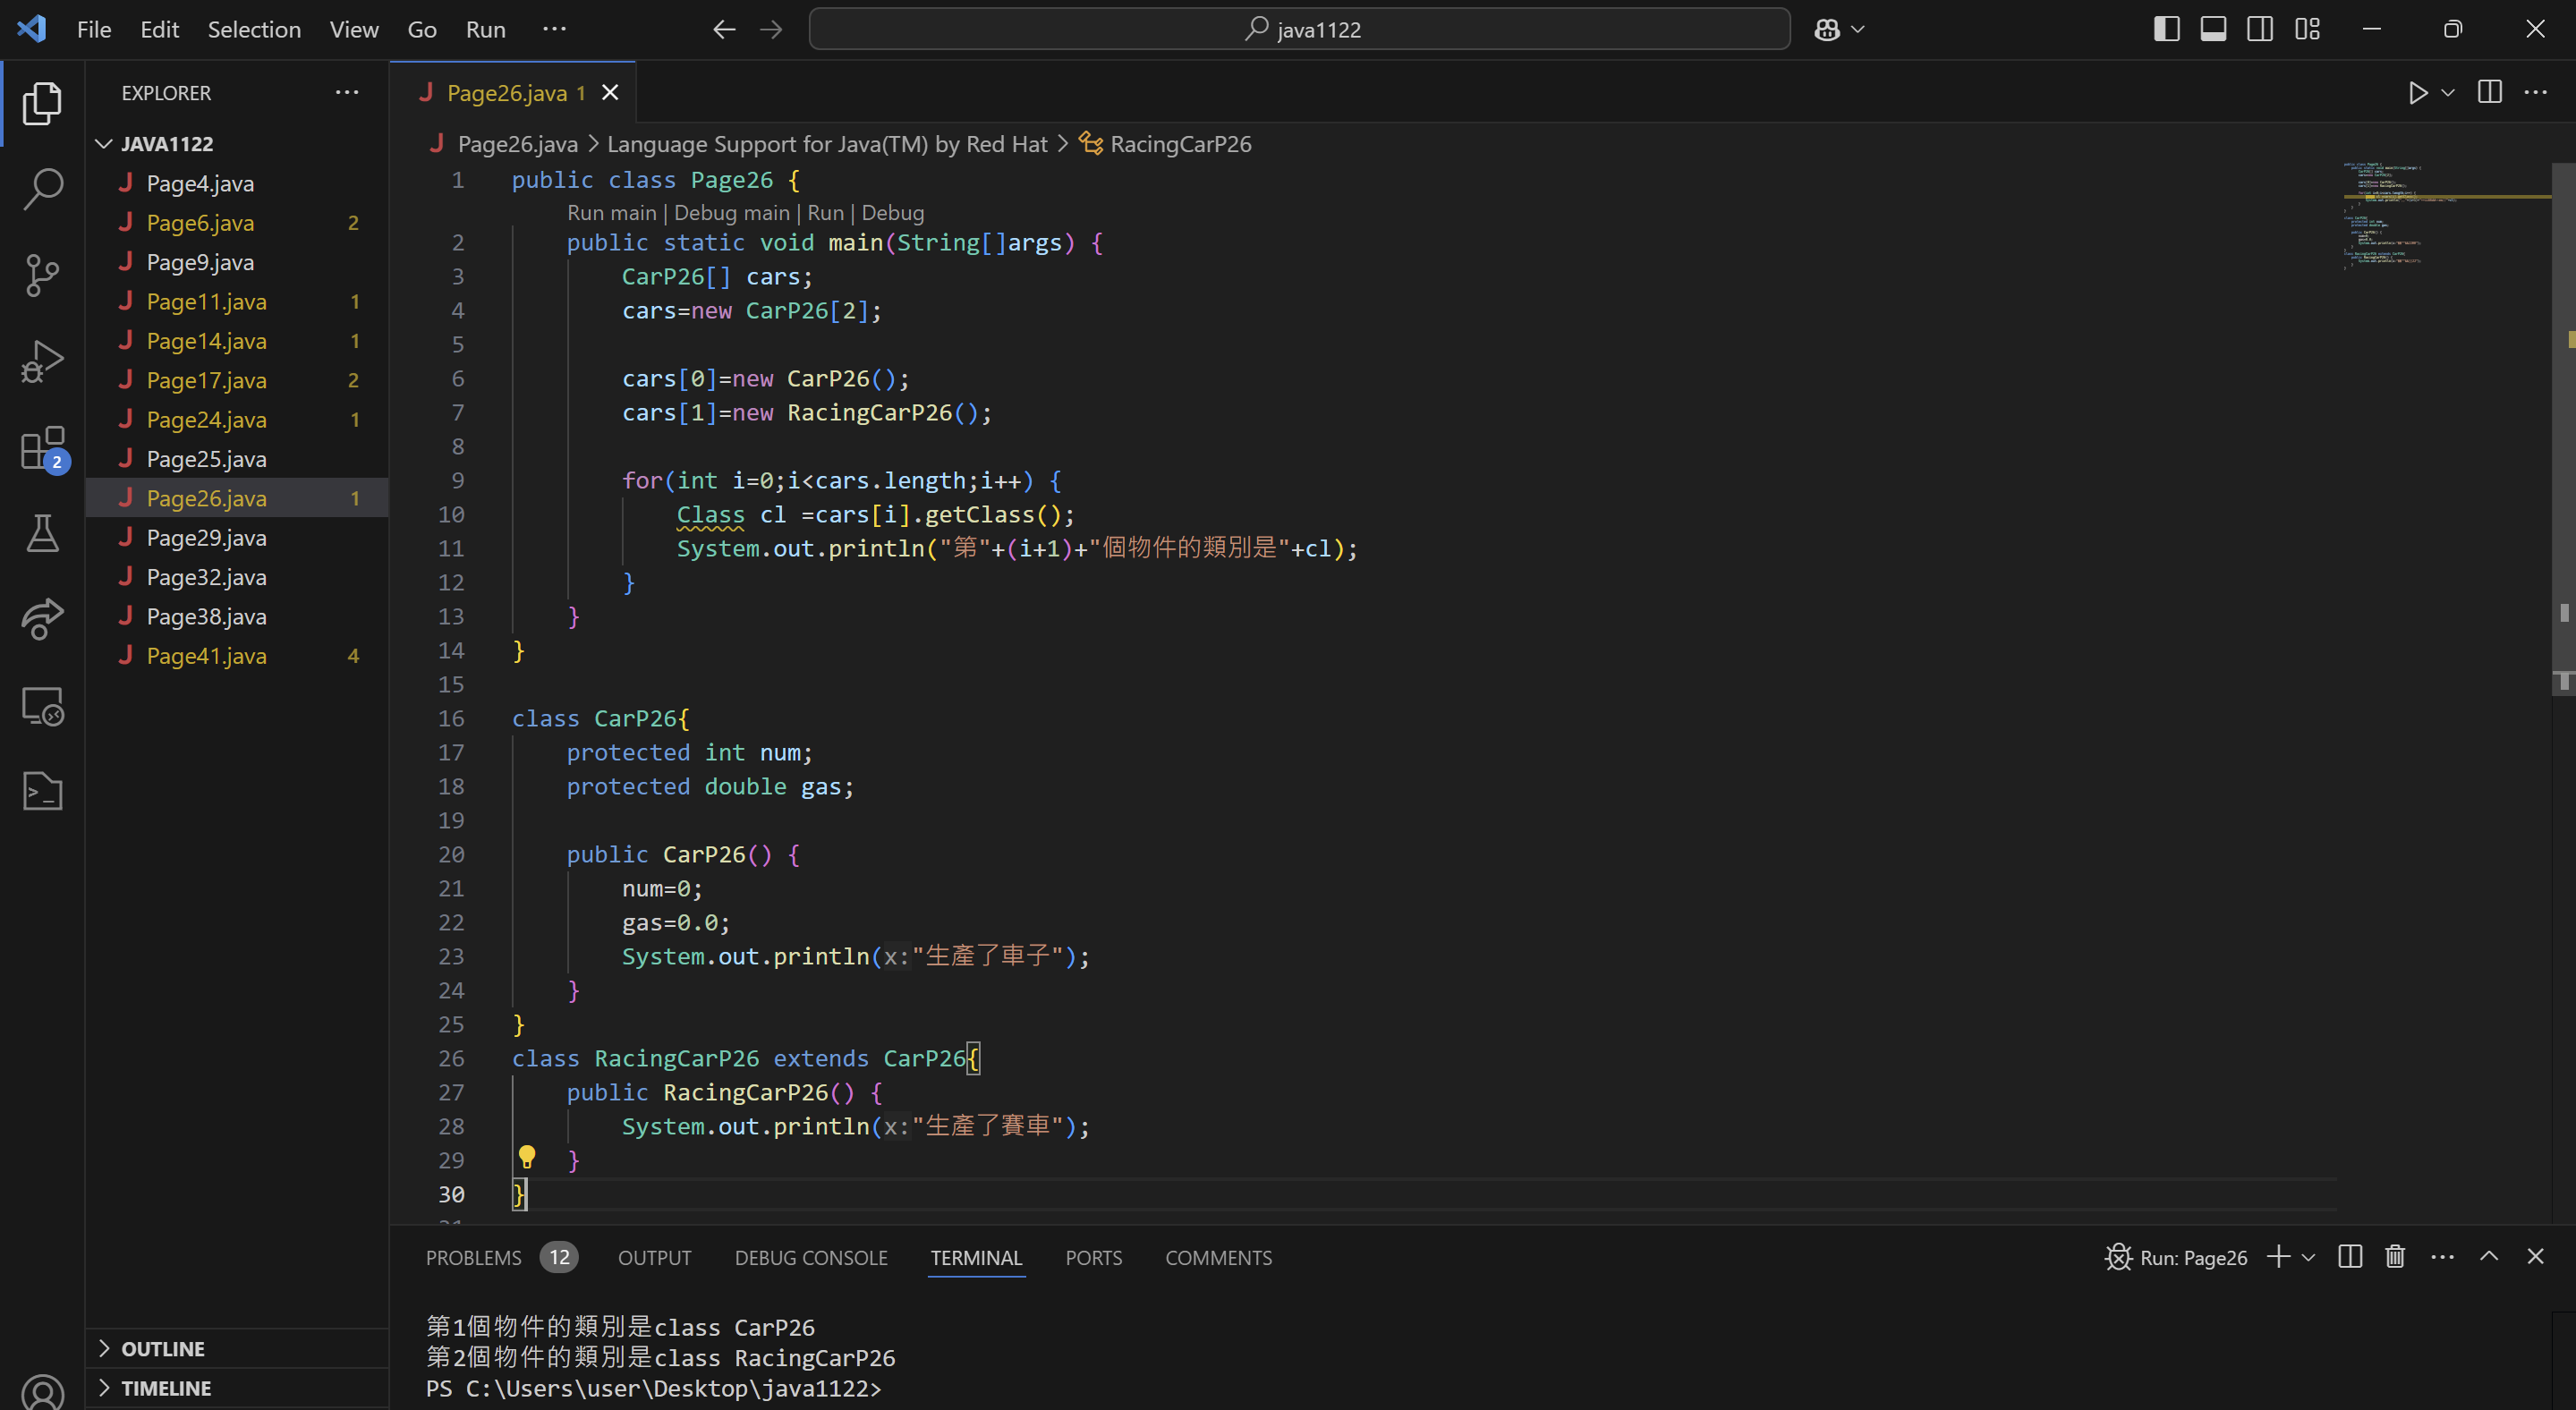 File Edit Selection View Go Run ···
java1122
EXPLORER ···
JAVA1122
J Page4.java
J Page6.java 2
J Page9.java
J Page11.java 1
J Page14.java 1
J Page17.java 2
J Page24.java 1
J Page25.java
J Page26.java 1
J Page29.java
J Page32.java
J Page38.java
J Page41.java 4
2
OUTLINE
TIMELINE
J Page26.java 1
J Page26.java > Language Support for Java(TM) by Red Hat > RacingCarP26
1 public class Page26 {
Run main | Debug main | Run | Debug
2 public static void main(String[]args) {
3 CarP26[] cars;
4 cars=new CarP26[2];
5
6 cars[0]=new CarP26();
7 cars[1]=new RacingCarP26();
8
9 for(int i=0;i<cars.length;i++) {
10 Class cl =cars[i].getClass();
11 System.out.println("第"+(i+1)+"個物件的類別是"+cl);
12 }
13 }
14 }
15
16 class CarP26{
17 protected int num;
18 protected double gas;
19
20 public CarP26() {
21 num=0;
22 gas=0.0;
23 System.out.println(x:"生產了車子");
24 }
25 }
26 class RacingCarP26 extends CarP26{
27 public RacingCarP26() {
28 System.out.println(x:"生產了賽車");
29 }
30 }
PROBLEMS 12 OUTPUT DEBUG CONSOLE TERMINAL PORTS COMMENTS
Run: Page26
第1個物件的類別是class CarP26
第2個物件的類別是class RacingCarP26
PS C:\Users\user\Desktop\java1122>